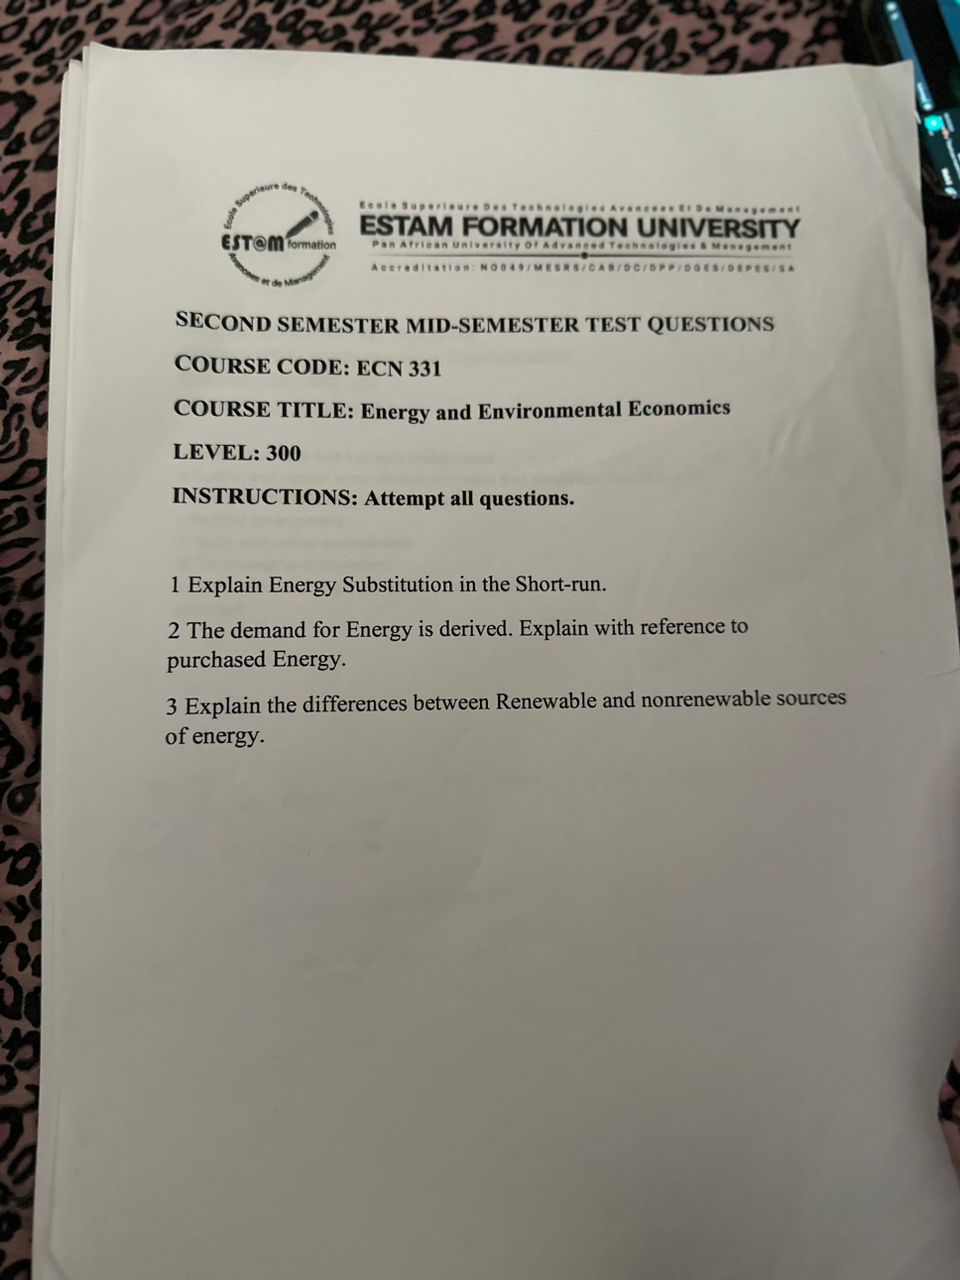 Ecole Superieure des Technologies
EST@M formation
Avancees et de Management
Ecole Superieure Des Technologies Avancees Et De Management
ESTAM FORMATION UNIVERSITY
Pan African University Of Advanced Technologies & Management
Accreditation: NO049/MESRS/CAB/DC/DPP/DGES/DEPES/SA
SECOND SEMESTER MID-SEMESTER TEST QUESTIONS
COURSE CODE: ECN 331
COURSE TITLE: Energy and Environmental Economics
LEVEL: 300
INSTRUCTIONS: Attempt all questions.
1 Explain Energy Substitution in the Short-run.
2 The demand for Energy is derived. Explain with reference to
purchased Energy.
3 Explain the differences between Renewable and nonrenewable sources
of energy.